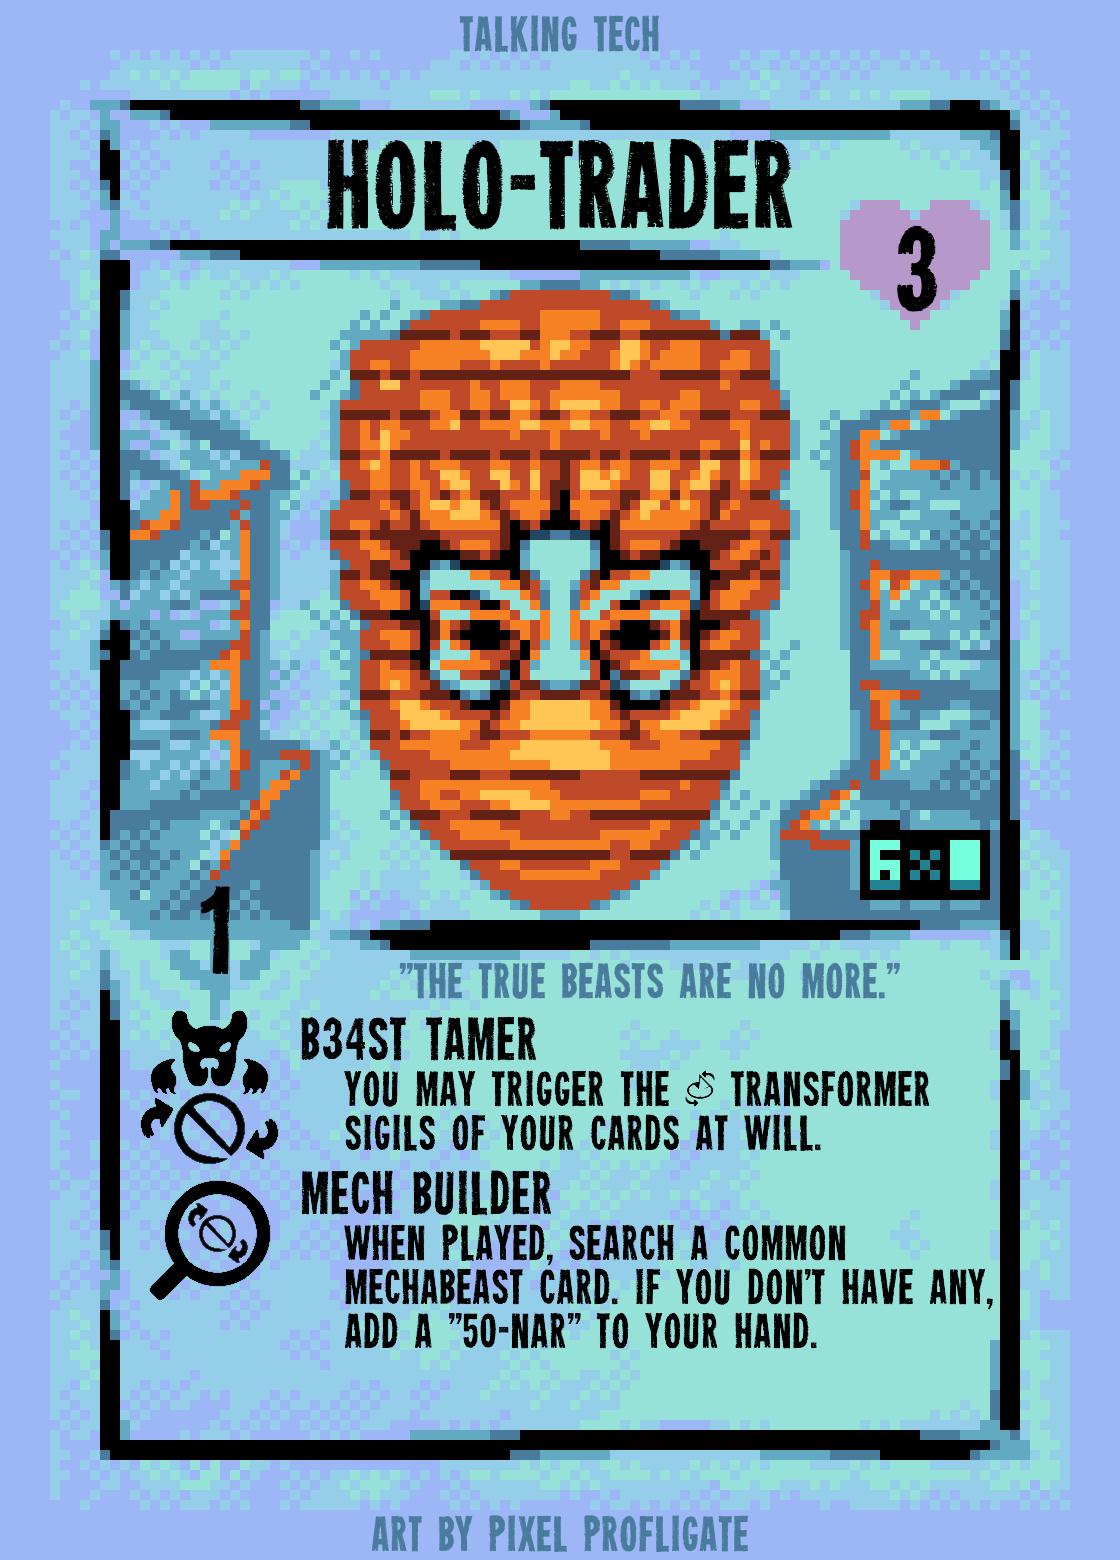 TALKING TECH
HOLO-TRADER
3
6x
1
"THE TRUE BEASTS ARE NO MORE."
B34ST TAMER
YOU MAY TRIGGER THE TRANSFORMER
SIGILS OF YOUR CARDS AT WILL.
MECH BUILDER
WHEN PLAYED, SEARCH A COMMON
MECHABEAST CARD. IF YOU DON'T HAVE ANY,
ADD A "50-NAR" TO YOUR HAND.
ART BY PIXEL PROFLIGATE